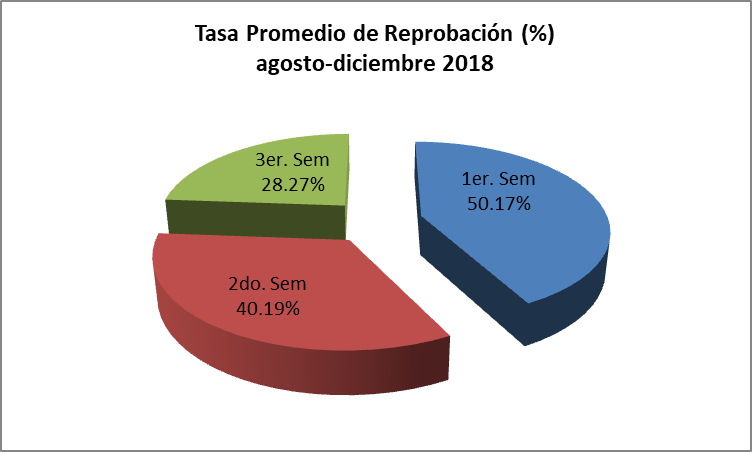 Tasa Promedio de Reprobación (%)
agosto-diciembre 2018
3er. Sem
28.27%
1er. Sem
50.17%
2do. Sem
40.19%